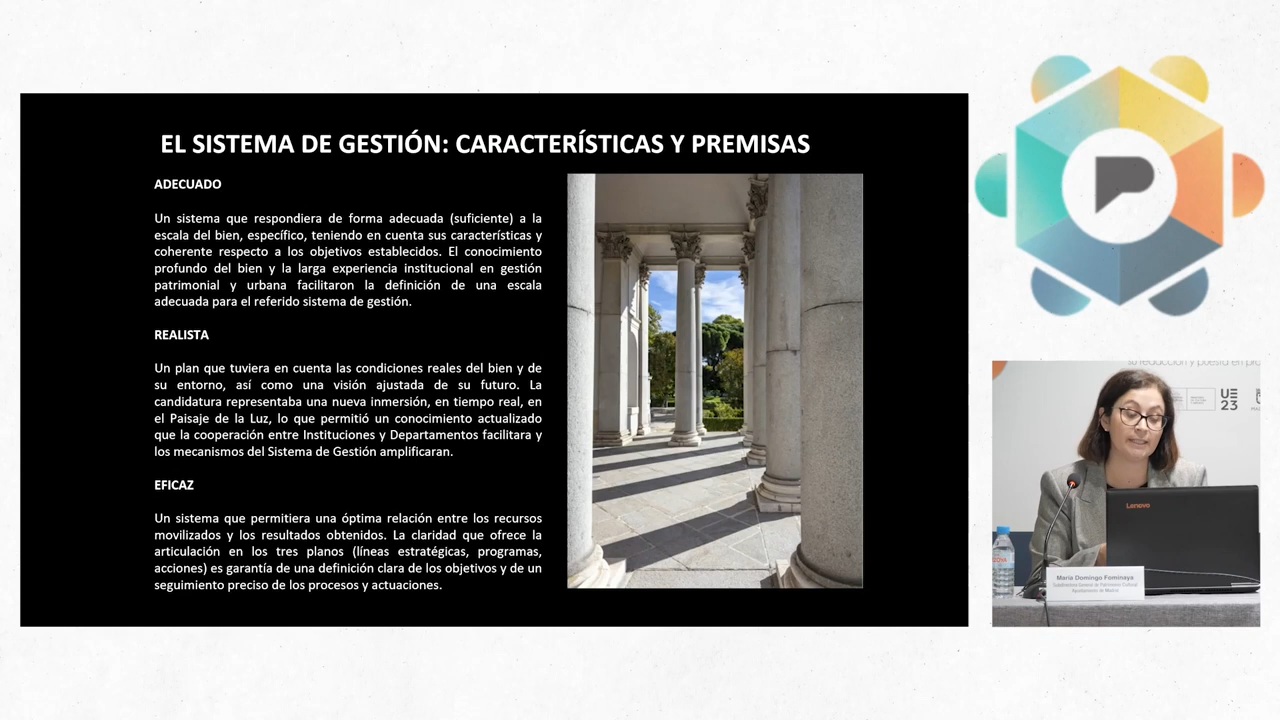 EL SISTEMA DE GESTIÓN: CARACTERÍSTICAS Y PREMISAS
ADECUADO
Un sistema que respondiera de forma adecuada (suficiente) a la
escala del bien, específico, teniendo en cuenta sus características y
coherente respecto a los objetivos establecidos. El conocimiento
profundo del bien y la larga experiencia institucional en gestión
patrimonial y urbana facilitaron la definición de una escala
adecuada para el referido sistema de gestión.
REALISTA
Un plan que tuviera en cuenta las condiciones reales del bien y de
su entorno, así como una visión ajustada de su futuro. La
candidatura representaba una nueva inmersión, en tiempo real, en
el Paisaje de la Luz, lo que permitió un conocimiento actualizado
que la cooperación entre Instituciones y Departamentos facilitara y
los mecanismos del Sistema de Gestión amplificaran.
EFICAZ
Un sistema que permitiera una óptima relación entre los recursos
movilizados y los resultados obtenidos. La claridad que ofrece la
articulación en los tres planos (líneas estratégicas, programas,
acciones) es garantía de una definición clara de los objetivos y de un
seguimiento preciso de los procesos y actuaciones.
su redacción y puesta en
UE
23
Lenovo
María Domingo Fominaya
Subdirectora General de Patrimonio Cultural
Ayuntamiento de Madrid